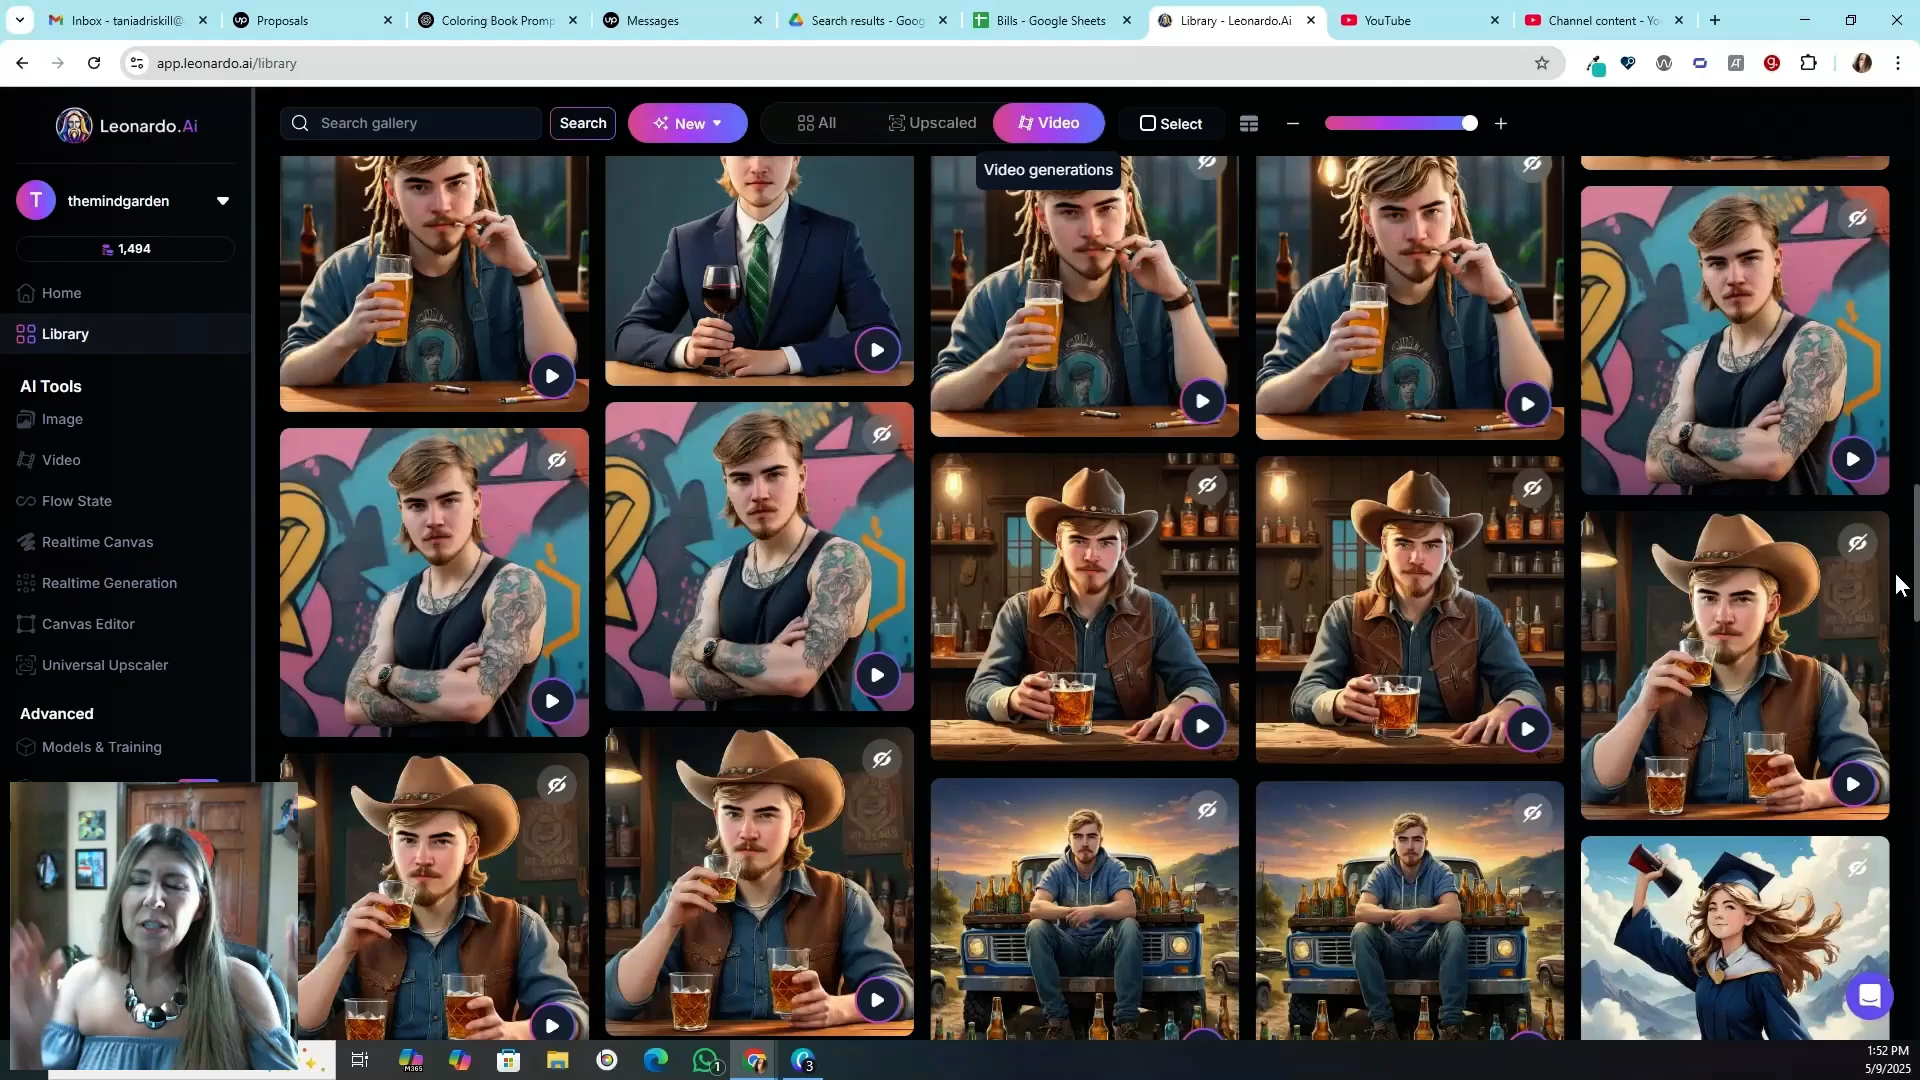 Inbox - taniadriskill@
Proposals
Coloring Book Promp
Messages
Search results - Goog
Bills - Google Sheets
Library - Leonardo.Ai
YouTube
Channel content - Yo
app.leonardo.ai/library
Leonardo.Ai
Search gallery
Search
New
All
Upscaled
Video
Select
Video generations
T
themindgarden
1,494
Home
Library
AI Tools
Image
Video
Flow State
Realtime Canvas
Realtime Generation
Canvas Editor
Universal Upscaler
Advanced
Models & Training
M365
1
3
1:52 PM
5/9/2025